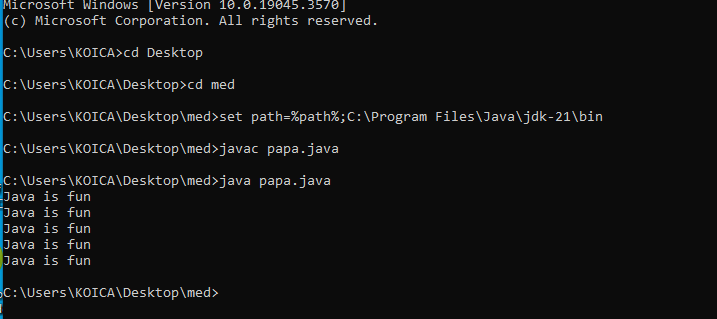 Microsoft Windows [Version 10.0.19045.3570]
(c) Microsoft Corporation. All rights reserved.
C:\Users\KOICA>cd Desktop
C:\Users\KOICA\Desktop>cd med
C:\Users\KOICA\Desktop\med>set path=%path%;C:\Program Files\Java\jdk-21\bin
C:\Users\KOICA\Desktop\med>javac papa.java
C:\Users\KOICA\Desktop\med>java papa.java
Java is fun
Java is fun
Java is fun
Java is fun
Java is fun
C:\Users\KOICA\Desktop\med>